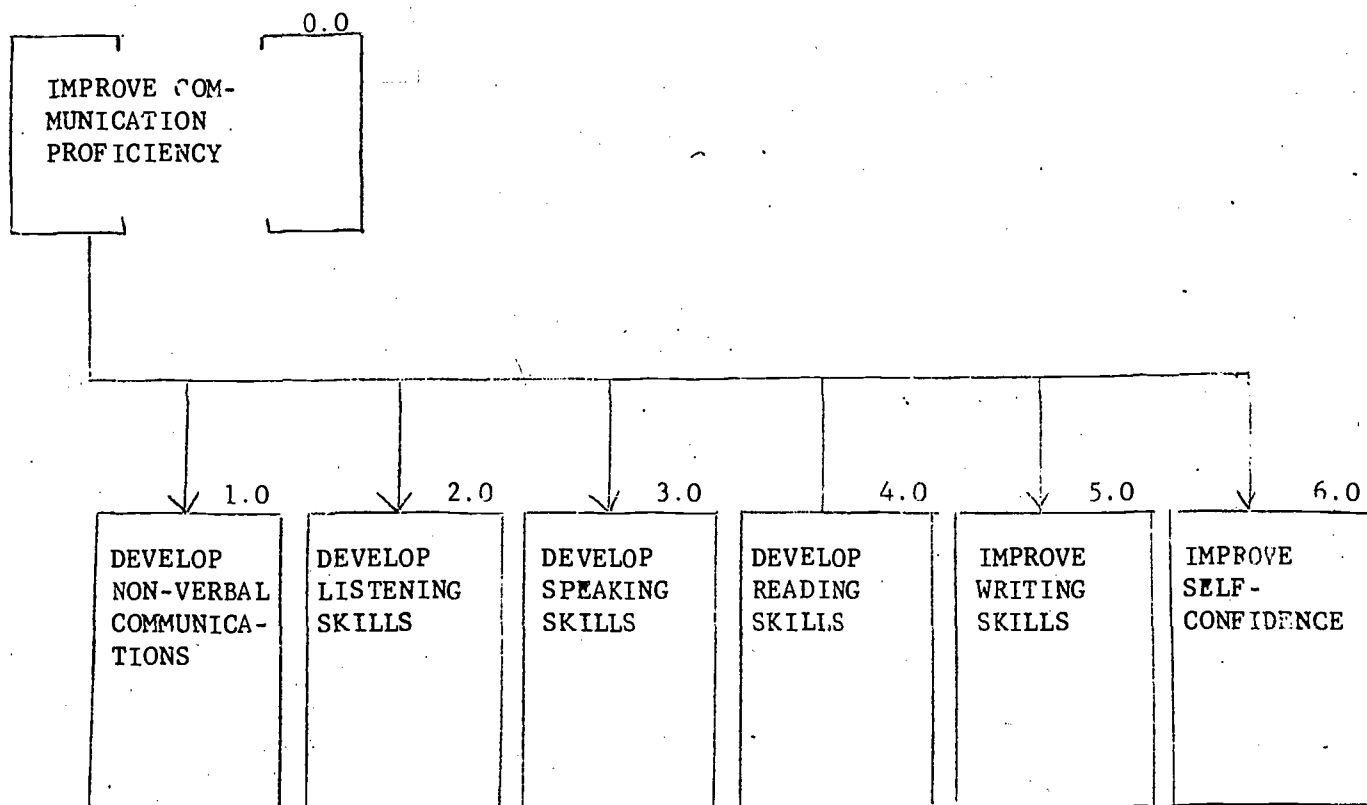 0.0
IMPROVE COM-
MUNICATION
PROFICIENCY
1.0 2.0 3.0 4.0 5.0 6.0
DEVELOP
NON-VERBAL
COMMUNICA-
TIONS
DEVELOP
LISTENING
SKILLS
DEVELOP
SPEAKING
SKILLS
DEVELOP
READING
SKILLS
IMPROVE
WRITING
SKILLS
IMPROVE
SELF-
CONFIDENCE